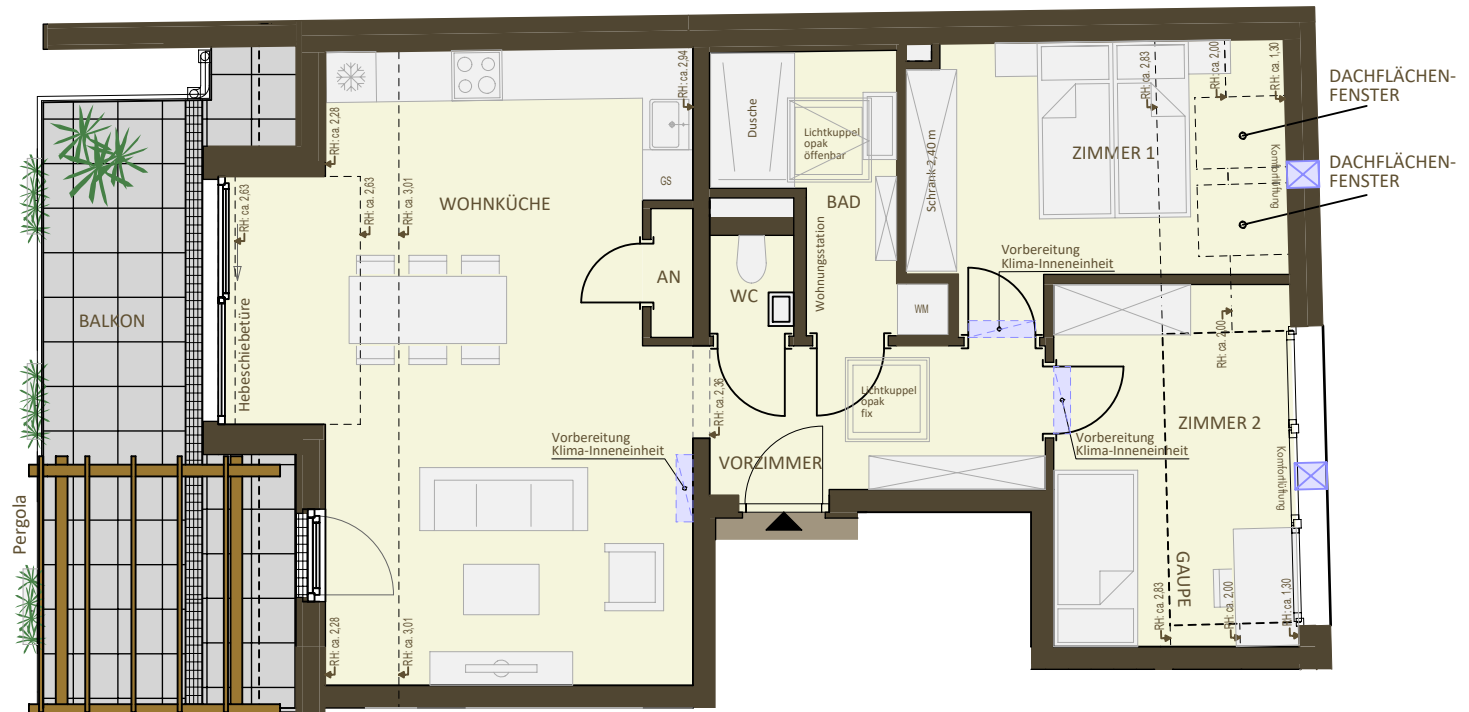 RH: ca. 2,28
RH: ca. 2,94
RH: ca. 2,83
RH: ca. 2,00
RH: ca. 1,30
DACHFLÄCHEN-
FENSTER
Dusche
Lichtkuppel
opak
öffenbar
Schrank 2,40 m
ZIMMER 1
Komfortlüftung
DACHFLÄCHEN-
FENSTER
GS
RH: ca. 2,63
RH: ca. 2,63
RH: ca. 3,01
WOHNKÜCHE
BAD
Wohnungsstation
Vorbereitung
Klima-Inneneinheit
AN
WC
WM
BALKON
Hebeschiebetüre
RH: ca. 2,36
RH: ca. 2,00
Lichtkuppel
opak
fix
ZIMMER 2
Vorbereitung
Klima-Inneneinheit
Vorbereitung
Klima-Inneneinheit
VORZIMMER
Komfortlüftung
Pergola
GAUPE
RH: ca. 2,28
RH: ca. 3,01
RH: ca. 2,83
RH: ca. 2,00
RH: ca. 1,30